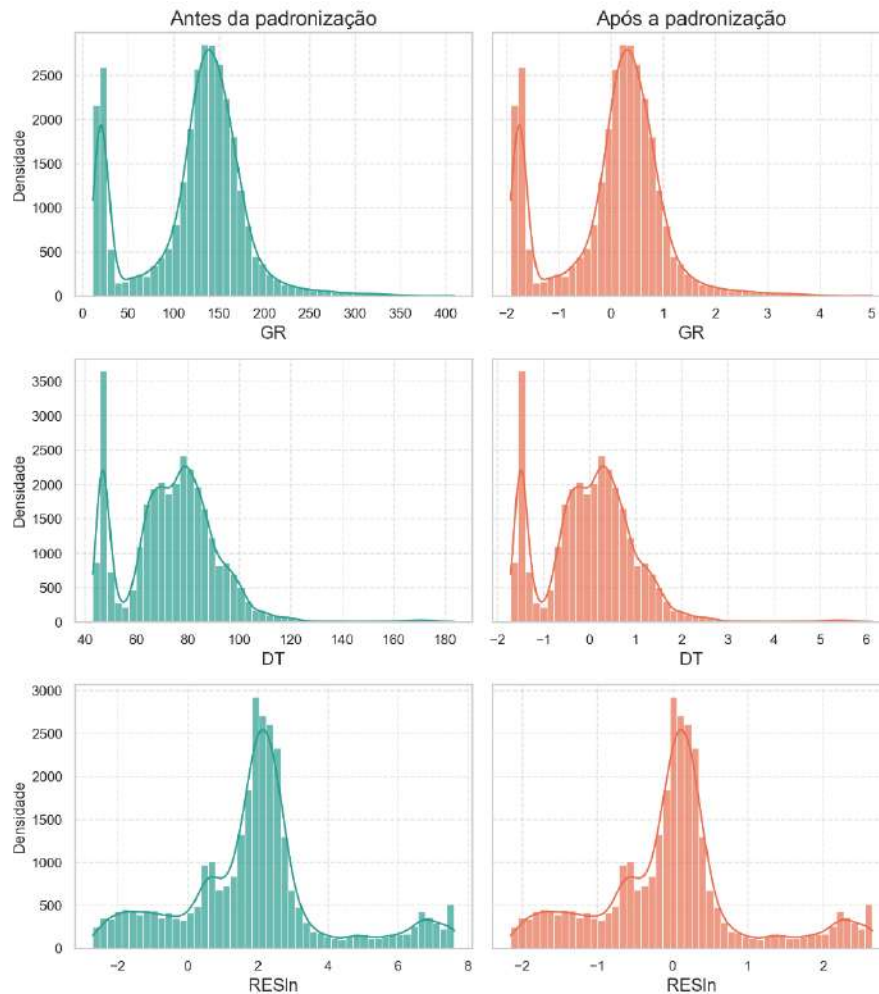 Antes da padronização
Após a padronização
Densidade
2500
2000
1500
1000
500
0
0 50 100 150 200 250 300 350 400
GR
−2 −1 0 1 2 3 4 5
GR
Densidade
3500
3000
2500
2000
1500
1000
500
0
40 60 80 100 120 140 160 180
DT
−2 −1 0 1 2 3 4 5 6
DT
Densidade
3000
2500
2000
1500
1000
500
0
−2 0 2 4 6 8
RESln
−2 −1 0 1 2
RESln